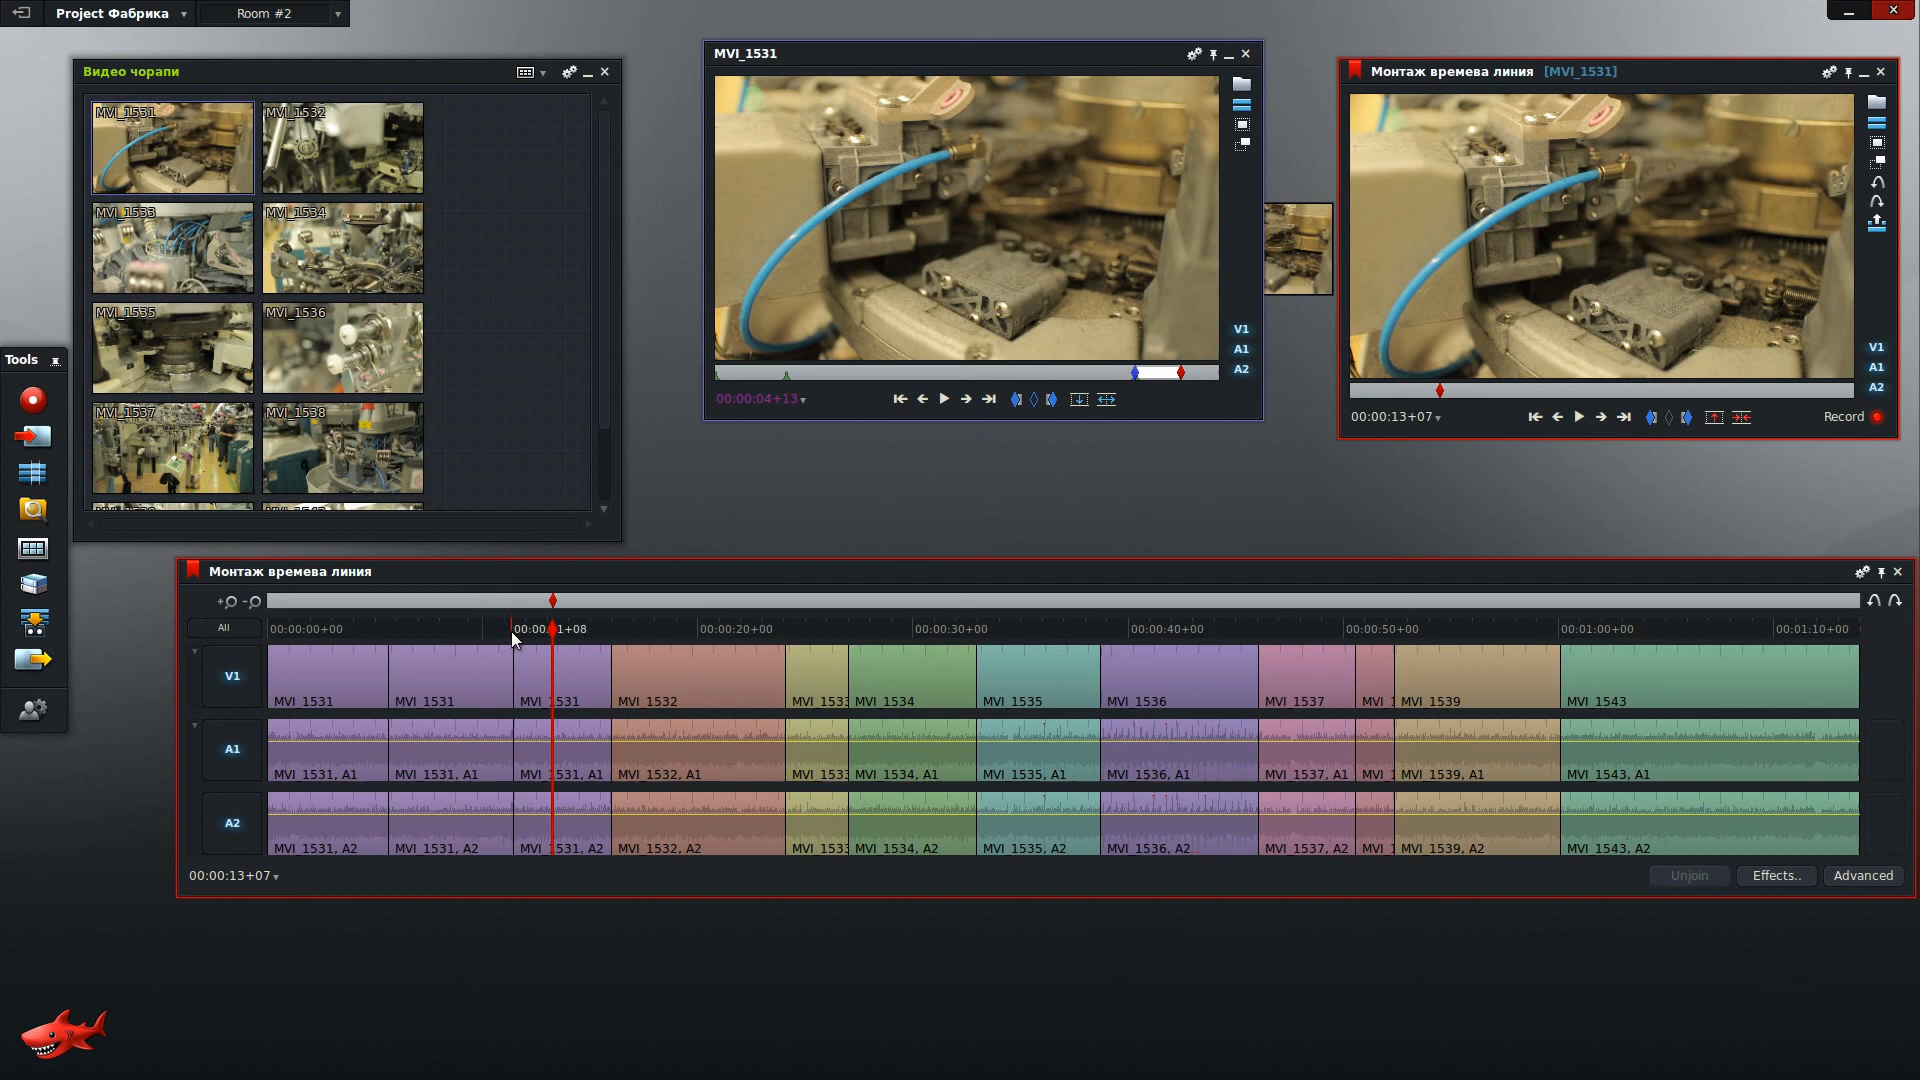 Project Фабрика
Room #2
Видео чорапи
MVI_1531
MVI_1532
MVI_1533
MVI_1534
MVI_1535
MVI_1536
MVI_1537
MVI_1538
MVI_1531
V1
A1
A2
00:00:04+13
Монтаж времева линия [MVI_1531]
V1
A1
A2
00:00:13+07
Record
Tools
Монтаж времева линия
All
00:00:00+00
00:00:20+00
00:00:30+00
00:00:40+00
00:00:50+00
00:01:00+00
00:01:10+00
V1
MVI_1531
MVI_1531
MVI_1532
MVI_1533
MVI_1534
MVI_1535
MVI_1536
MVI_1537
MVI_1539
MVI_1543
A1
MVI_1531, A1
MVI_1531, A1
MVI_1531, A1
MVI_1532, A1
MVI_1533
MVI_1534, A1
MVI_1535, A1
MVI_1536, A1
MVI_1537, A1
MVI_1539, A1
MVI_1543, A1
A2
MVI_1531, A2
MVI_1531, A2
MVI_1532, A2
MVI_1533
MVI_1534, A2
MVI_1535, A2
MVI_1536, A2
MVI_1537, A2
MVI_1539, A2
MVI_1543, A2
00:00:13+07
Unjoin
Effects..
Advanced